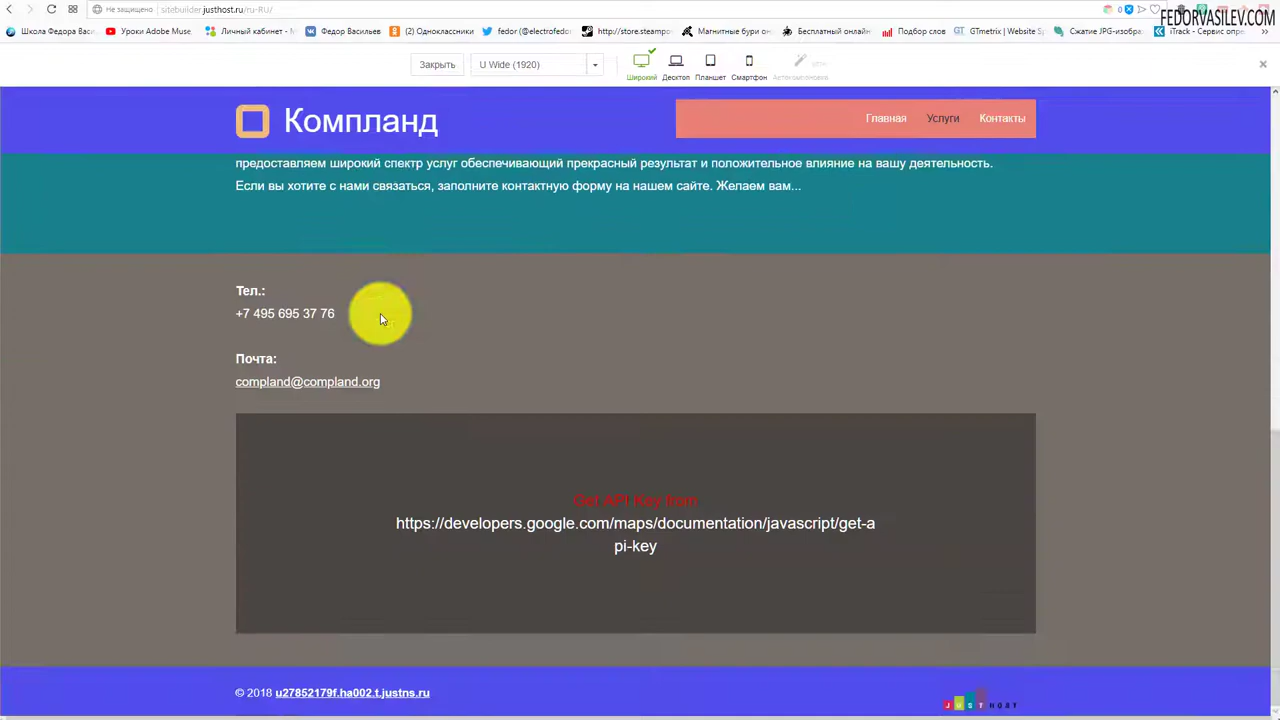 FEDORVASILEV.COM
Не защищено sitebuilder.justhost.ru/ru-RU/
Школа Федора Васи.. Уроки Adobe Muse Личный кабинет - M Федор Васильев () Одноклассники fedor (@electrofedo http://store.steampo Магнитные бури он Бесплатный онлайн Подбор слов GTmetrix | Website S Сжатие JPG-изобра. iTrack - Сервис опре
Закрыть U Wide (1920) Широкий Десктоп Планшет Смартфон
Компланд
Главная Услуги Контакты
предоставляем широкий спектр услуг обеспечивающий прекрасный результат и положительное влияние на вашу деятельность.
Если вы хотите с нами связаться, заполните контактную форму на нашем сайте. Желаем вам...
Тел.:
+7 495 695 37 76
Почта:
compland@compland.org
Get API Key from
https://developers.google.com/maps/documentation/javascript/get-a
pi-key
© 2018 u27852179f.ha002.t.justns.ru
JUSTHOST